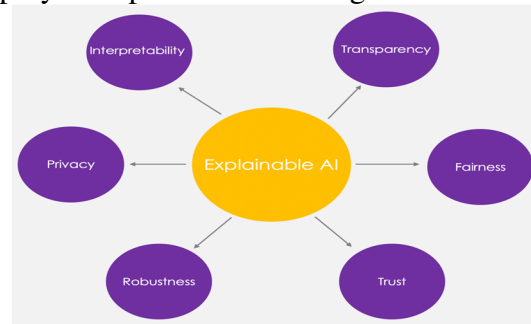 Interpretability
Transparency
Privacy
Explainable AI
Fairness
Robustness
Trust